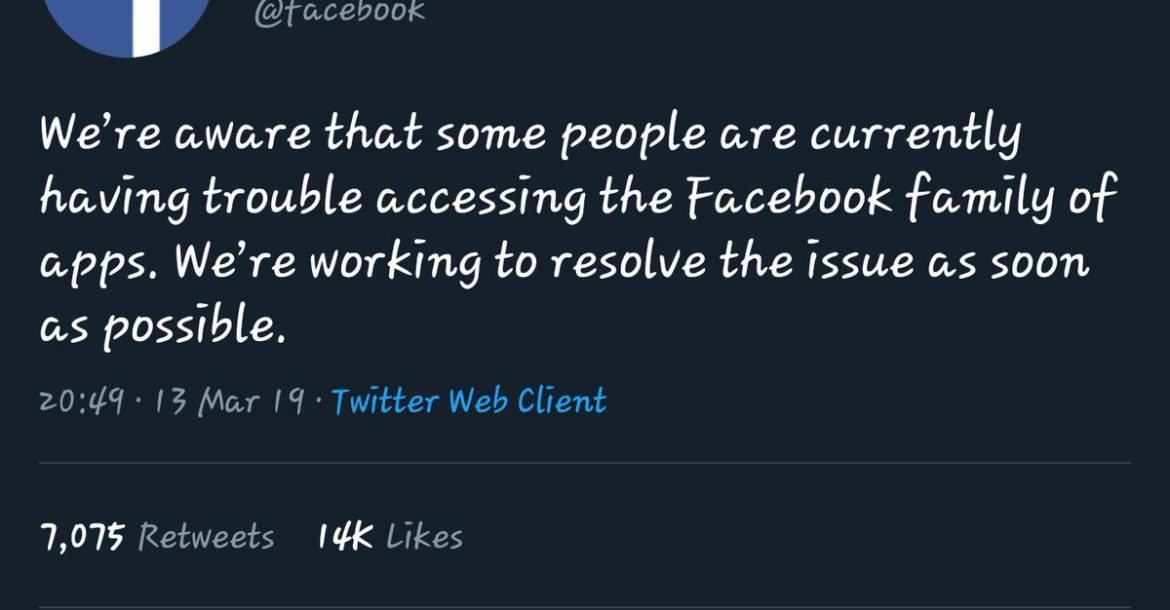 @facebook
We're aware that some people are currently
having trouble accessing the Facebook family of
apps. We're working to resolve the issue as soon
as possible.
20:49 · 13 Mar 19 · Twitter Web Client
7,075 Retweets 14K Likes